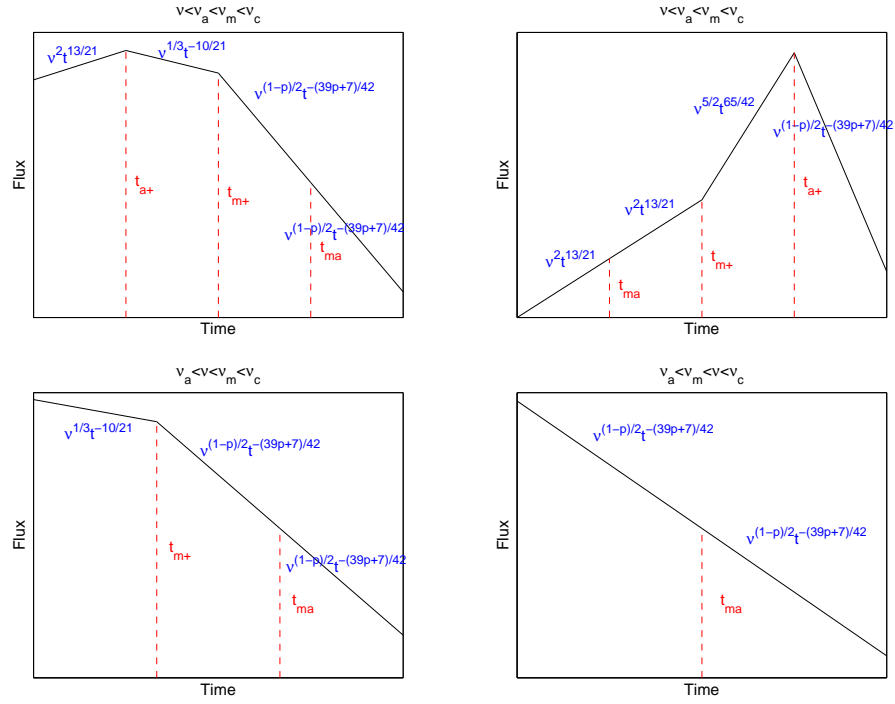 ν<ν_a<ν_m<ν_c
ν^2t^13/21
ν^1/3t^−10/21
ν^(1−p)/2t^−(39p+7)/42
ν^(1−p)/2t^−(39p+7)/42
t_a+
t_m+
t_ma
Flux
Time
ν<ν_a<ν_m<ν_c
ν^2t^13/21
ν^2t^13/21
ν^5/2t^65/42
ν^(1−p)/2t^−(39p+7)/42
t_ma
t_m+
t_a+
Flux
Time
ν_a<ν<ν_m<ν_c
ν^1/3t^−10/21
ν^(1−p)/2t^−(39p+7)/42
ν^(1−p)/2t^−(39p+7)/42
t_m+
t_ma
Flux
Time
ν_a<ν_m<ν<ν_c
ν^(1−p)/2t^−(39p+7)/42
ν^(1−p)/2t^−(39p+7)/42
t_ma
Flux
Time